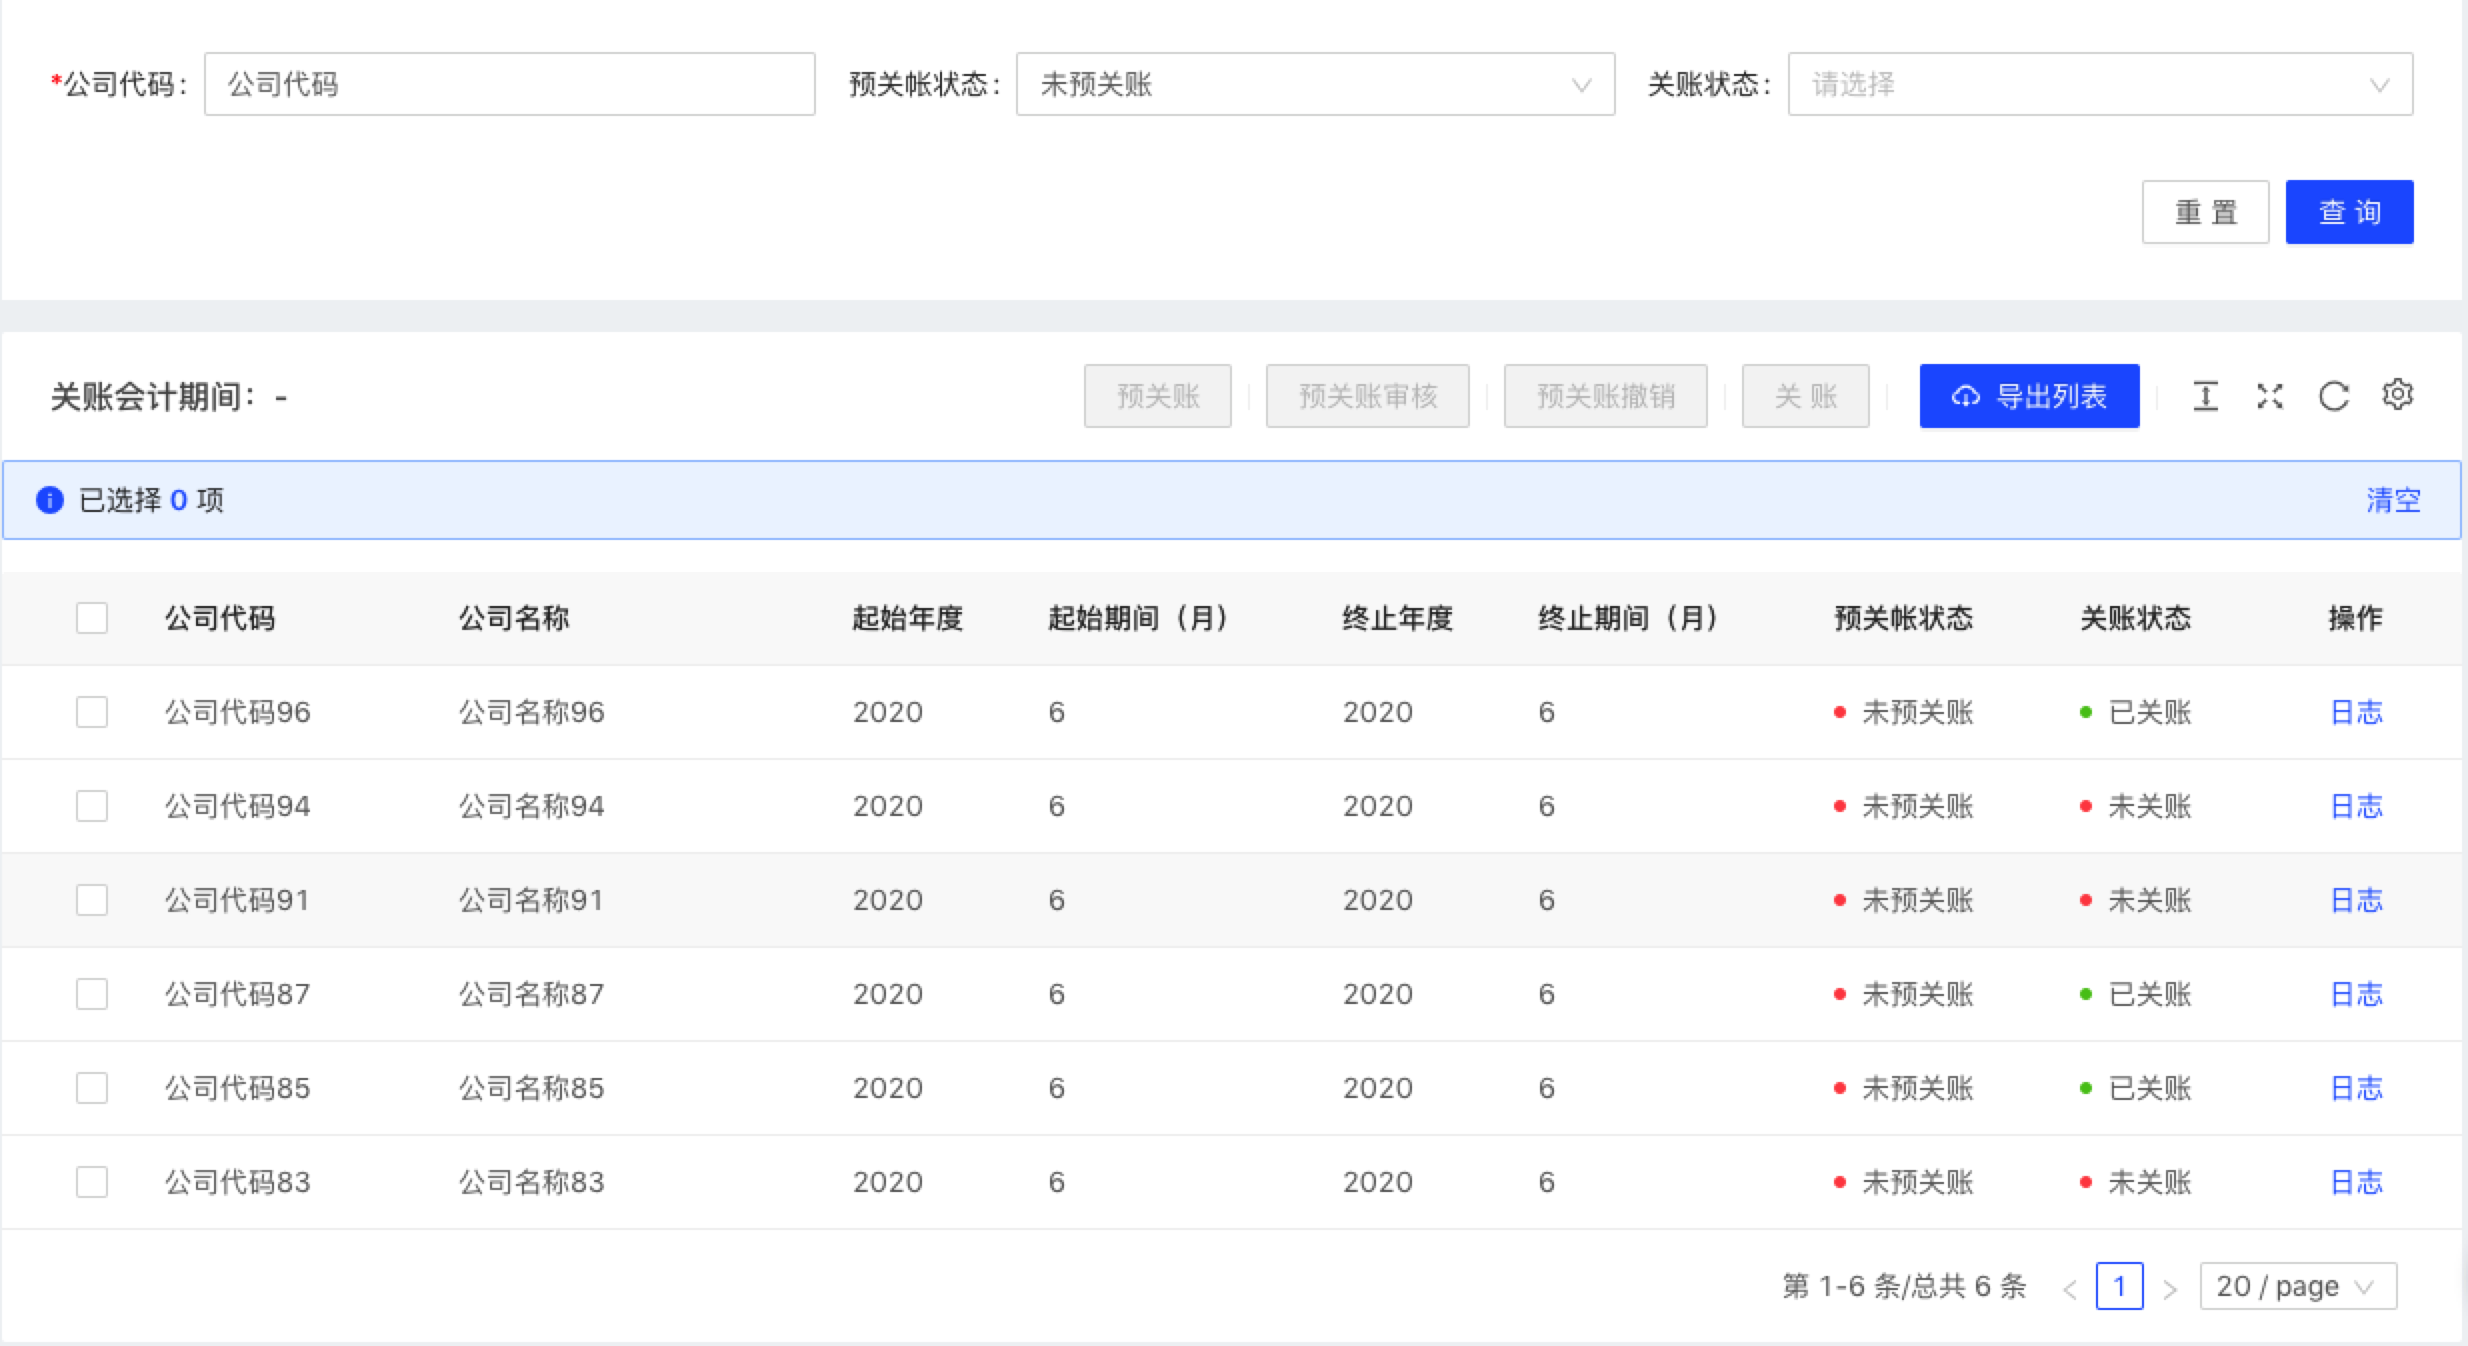 *公司代码： 公司代码 预关帐状态： 未预关账 关账状态： 请选择
重 置 查 询
关账会计期间：- 预关账 预关账审核 预关账撤销 关 账 导出列表
已选择 0 项 清空
公司代码 公司名称 起始年度 起始期间（月） 终止年度 终止期间（月） 预关帐状态 关账状态 操作
公司代码96 公司名称96 2020 6 2020 6 未预关账 已关账 日志
公司代码94 公司名称94 2020 6 2020 6 未预关账 未关账 日志
公司代码91 公司名称91 2020 6 2020 6 未预关账 未关账 日志
公司代码87 公司名称87 2020 6 2020 6 未预关账 已关账 日志
公司代码85 公司名称85 2020 6 2020 6 未预关账 已关账 日志
公司代码83 公司名称83 2020 6 2020 6 未预关账 未关账 日志
第 1-6 条/总共 6 条 < 1 > 20 / page